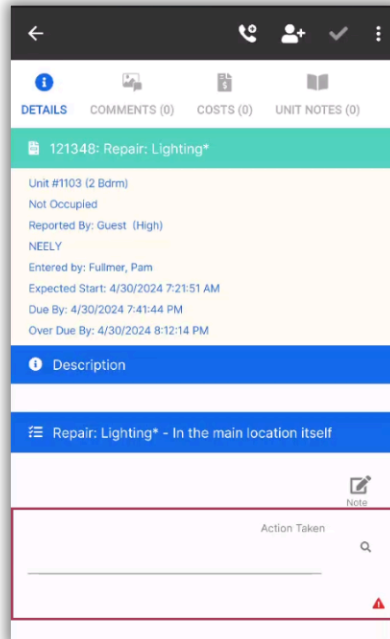 DETAILS
COMMENTS (0)
COSTS (0)
UNIT NOTES (0)
121348: Repair: Lighting*
Unit #1103 (2 Bdrm)
Not Occupied
Reported By: Guest (High)
NEELY
Entered by: Fullmer, Pam
Expected Start: 4/30/2024 7:21:51 AM
Due By: 4/30/2024 7:41:44 PM
Over Due By: 4/30/2024 8:12:14 PM
Description
Repair: Lighting* - In the main location itself
Note
Action Taken